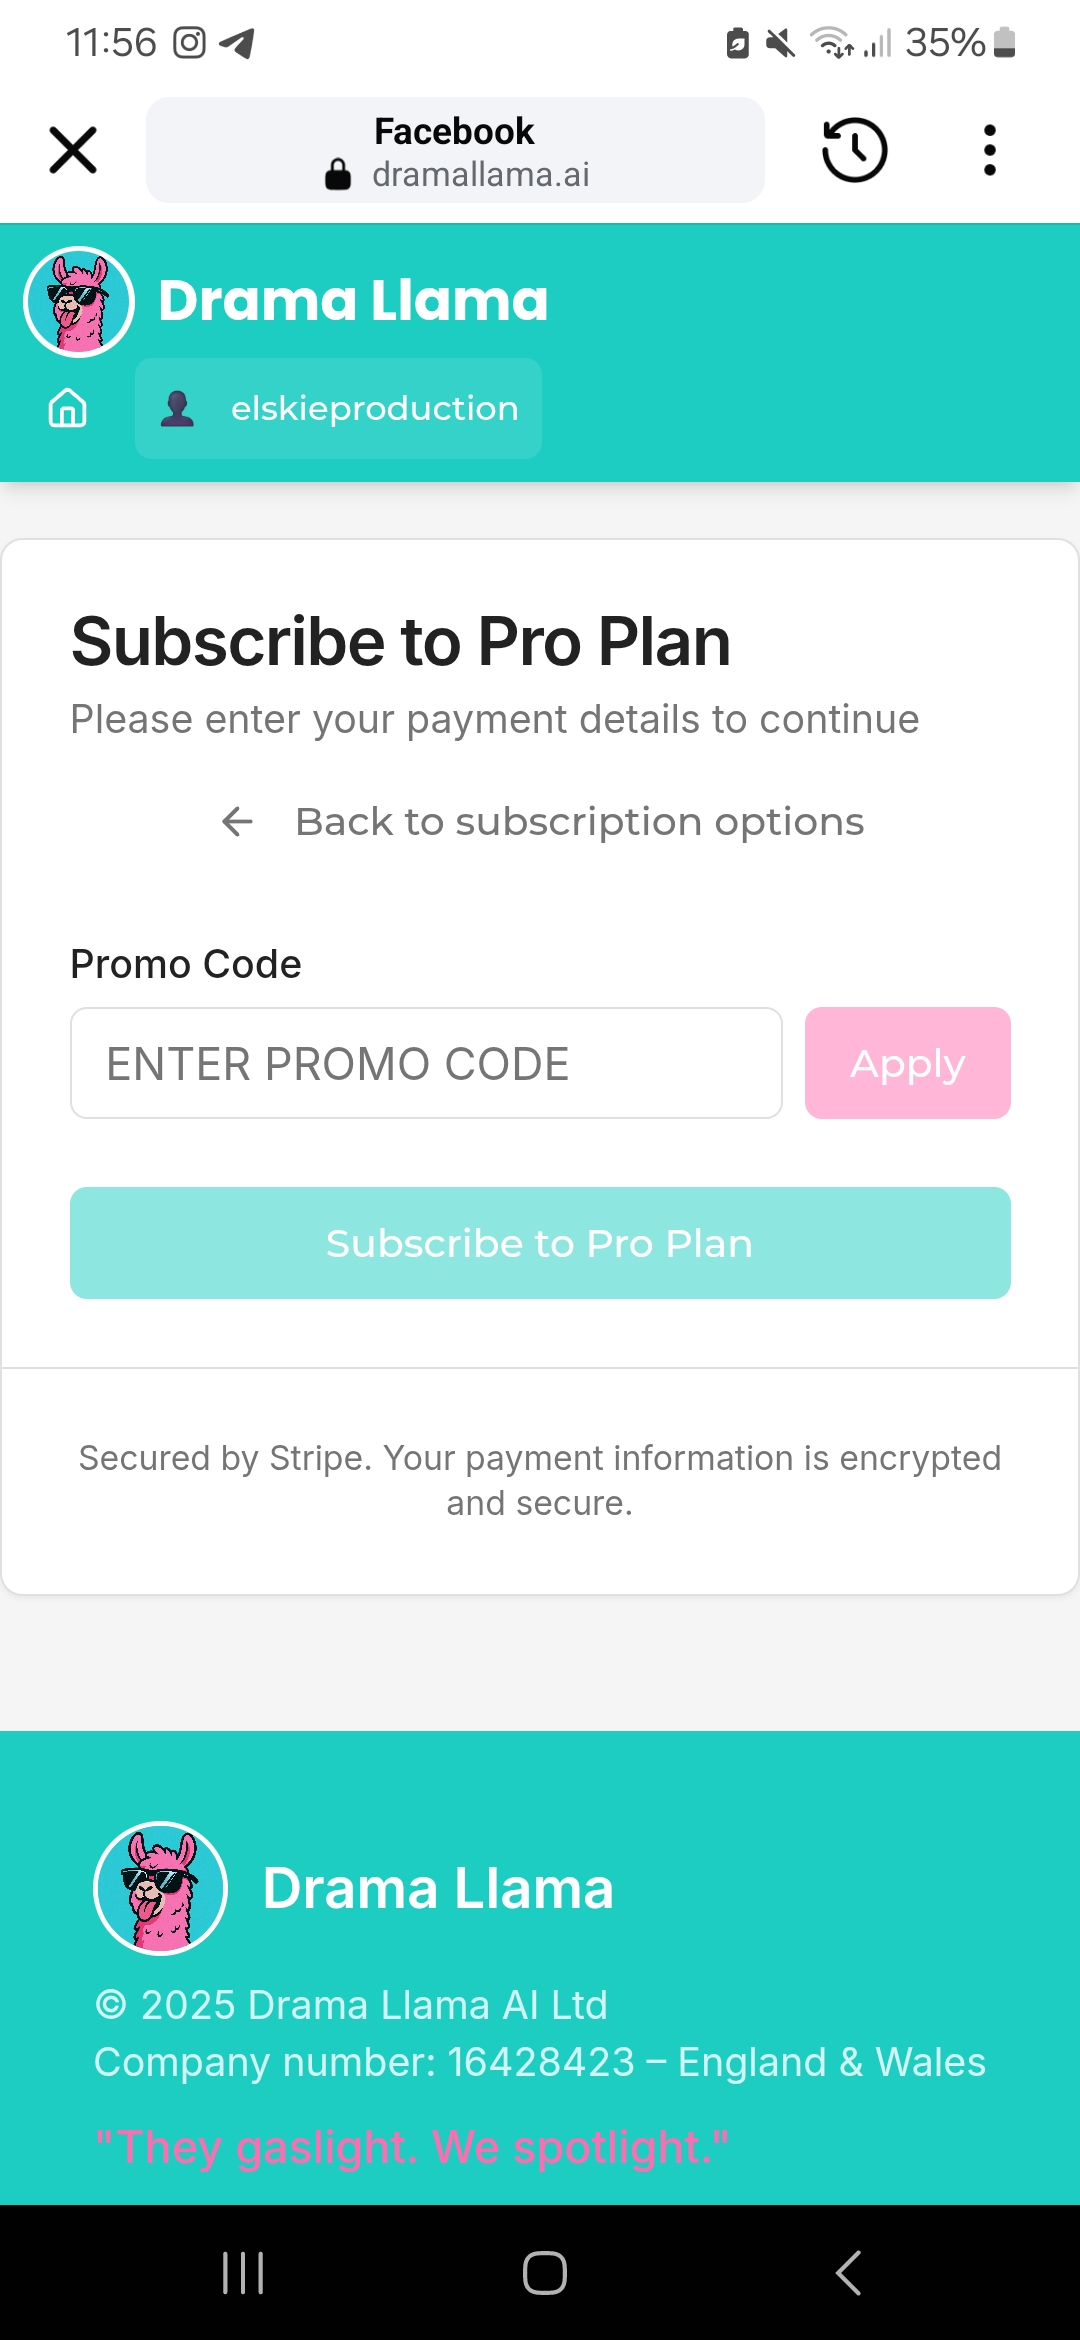 11:56
35%
Facebook
dramallama.ai
Drama Llama
elskieproduction
Subscribe to Pro Plan
Please enter your payment details to continue
← Back to subscription options
Promo Code
ENTER PROMO CODE
Apply
Subscribe to Pro Plan
Secured by Stripe. Your payment information is encrypted
and secure.
Drama Llama
© 2025 Drama Llama AI Ltd
Company number: 16428423 – England & Wales
"They gaslight. We spotlight."